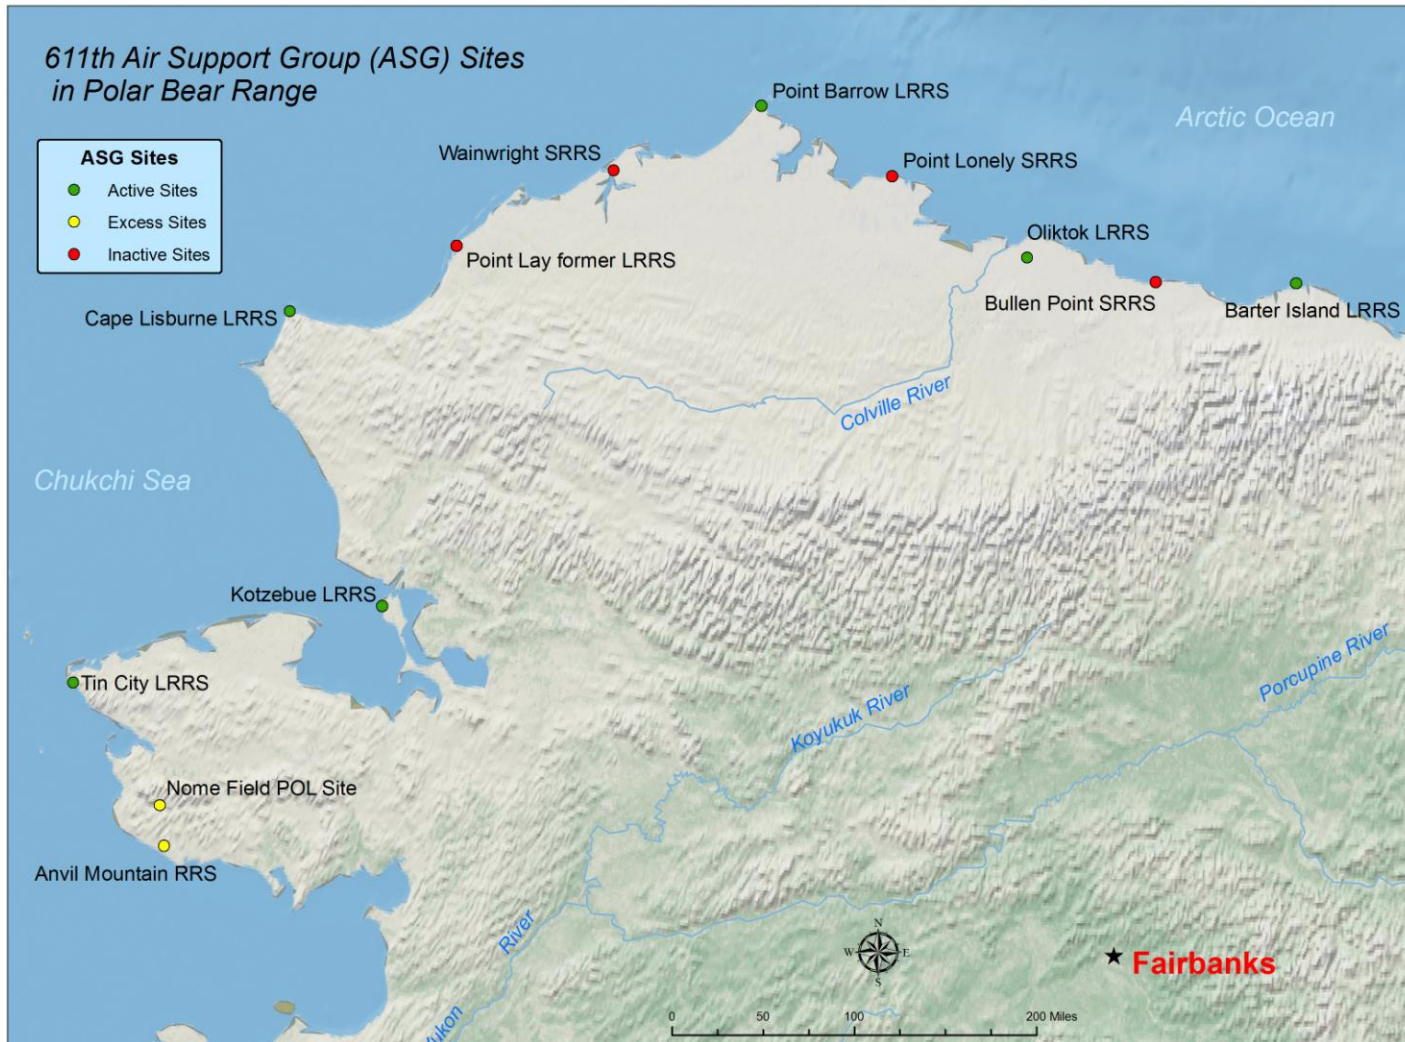 611th Air Support Group (ASG) Sites
in Polar Bear Range
ASG Sites
Active Sites
Excess Sites
Inactive Sites
Point Barrow LRRS
Arctic Ocean
Wainwright SRRS
Point Lonely SRRS
Oliktok LRRS
Point Lay former LRRS
Bullen Point SRRS
Barter Island LRRS
Cape Lisburne LRRS
Colville River
Chukchi Sea
Kotzebue LRRS
Tin City LRRS
Porcupine River
Koyukuk River
Nome Field POL Site
Anvil Mountain RRS
River
Yukon
N
W
E
S
Fairbanks
0 50 100 Miles 200 Miles